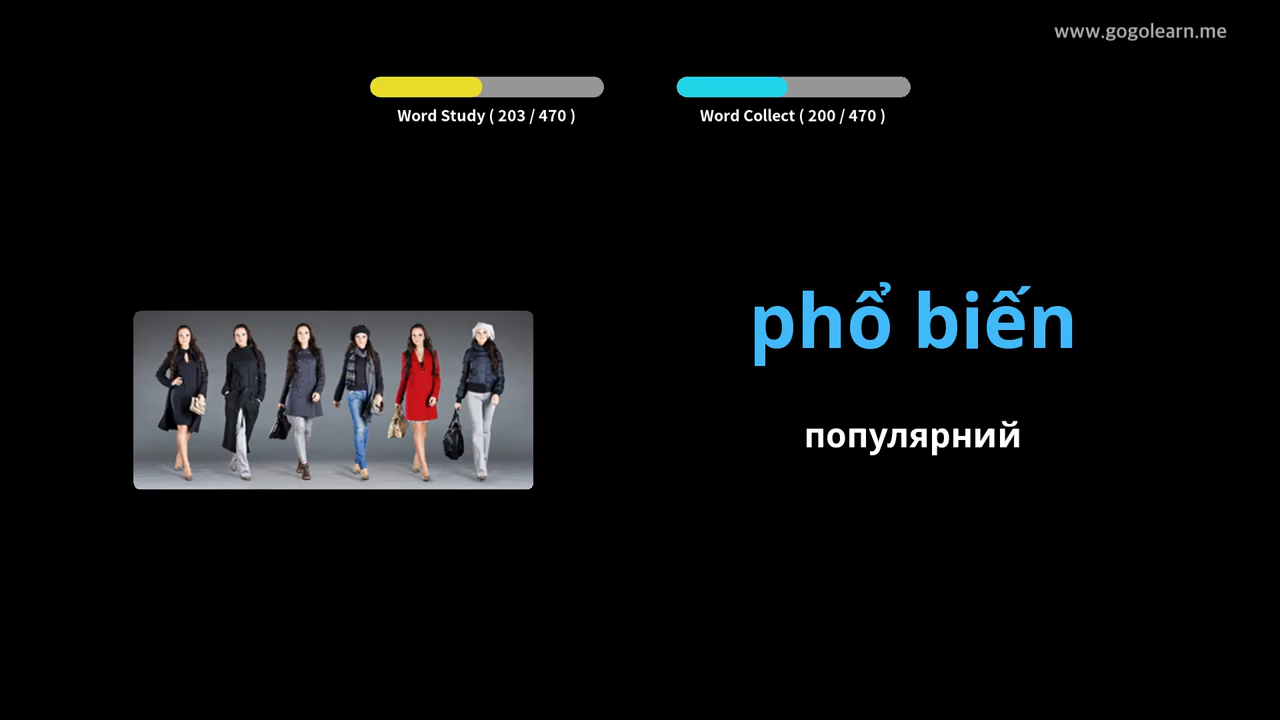 www.gogolearn.me
Word Study ( 203 / 470 )
Word Collect ( 200 / 470 )
phổ biến
популярний